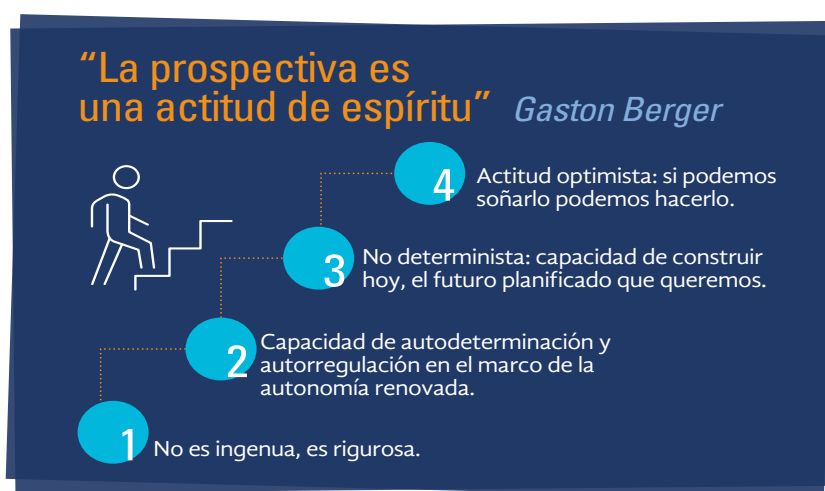 “La prospectiva es
una actitud de espíritu” Gaston Berger
4 Actitud optimista: si podemos
soñarlo podemos hacerlo.
3 No determinista: capacidad de construir
hoy, el futuro planificado que queremos.
2 Capacidad de autodeterminación y
autorregulación en el marco de la
autonomía renovada.
1 No es ingenua, es rigurosa.